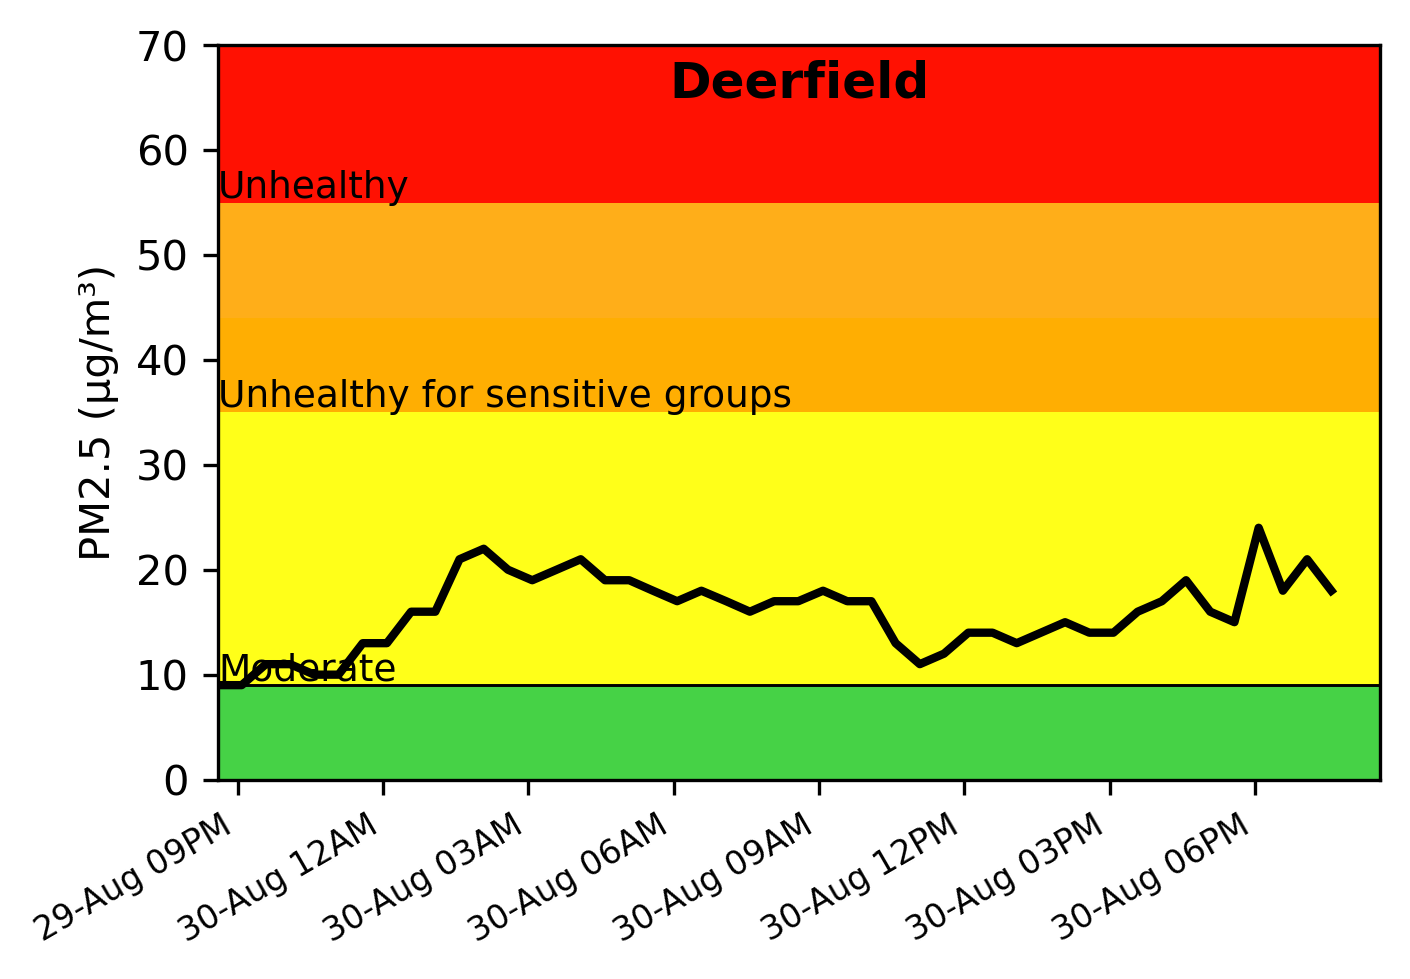 Deerfield
70
60
Unhealthy
50
40
Unhealthy for sensitive groups
30
20
Moderate
10
0
PM2.5 (µg/m³)
29-Aug 09PM
30-Aug 12AM
30-Aug 03AM
30-Aug 06AM
30-Aug 09AM
30-Aug 12PM
30-Aug 03PM
30-Aug 06PM